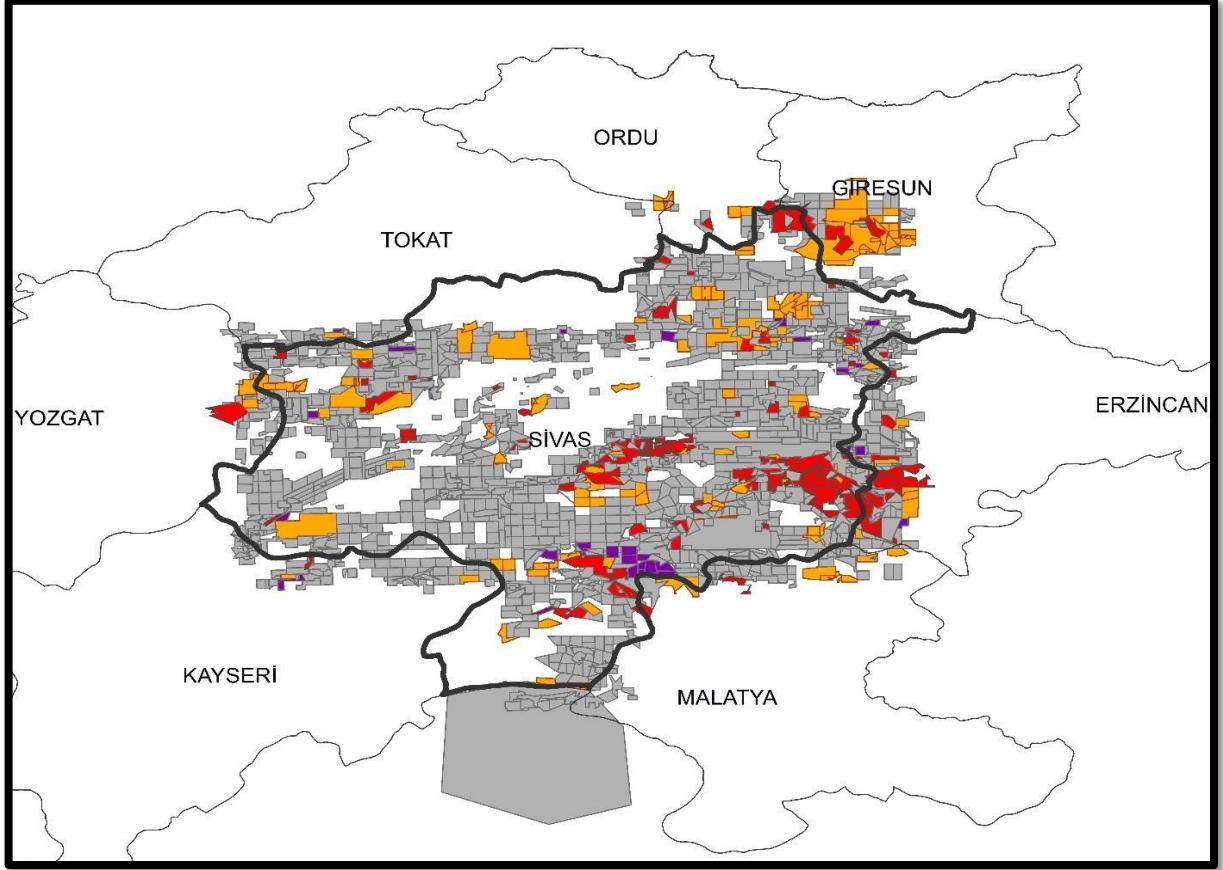 ORDU
GİRESUN
TOKAT
YOZGAT
ERZİNCAN
SİVAS
KAYSERİ
MALATYA